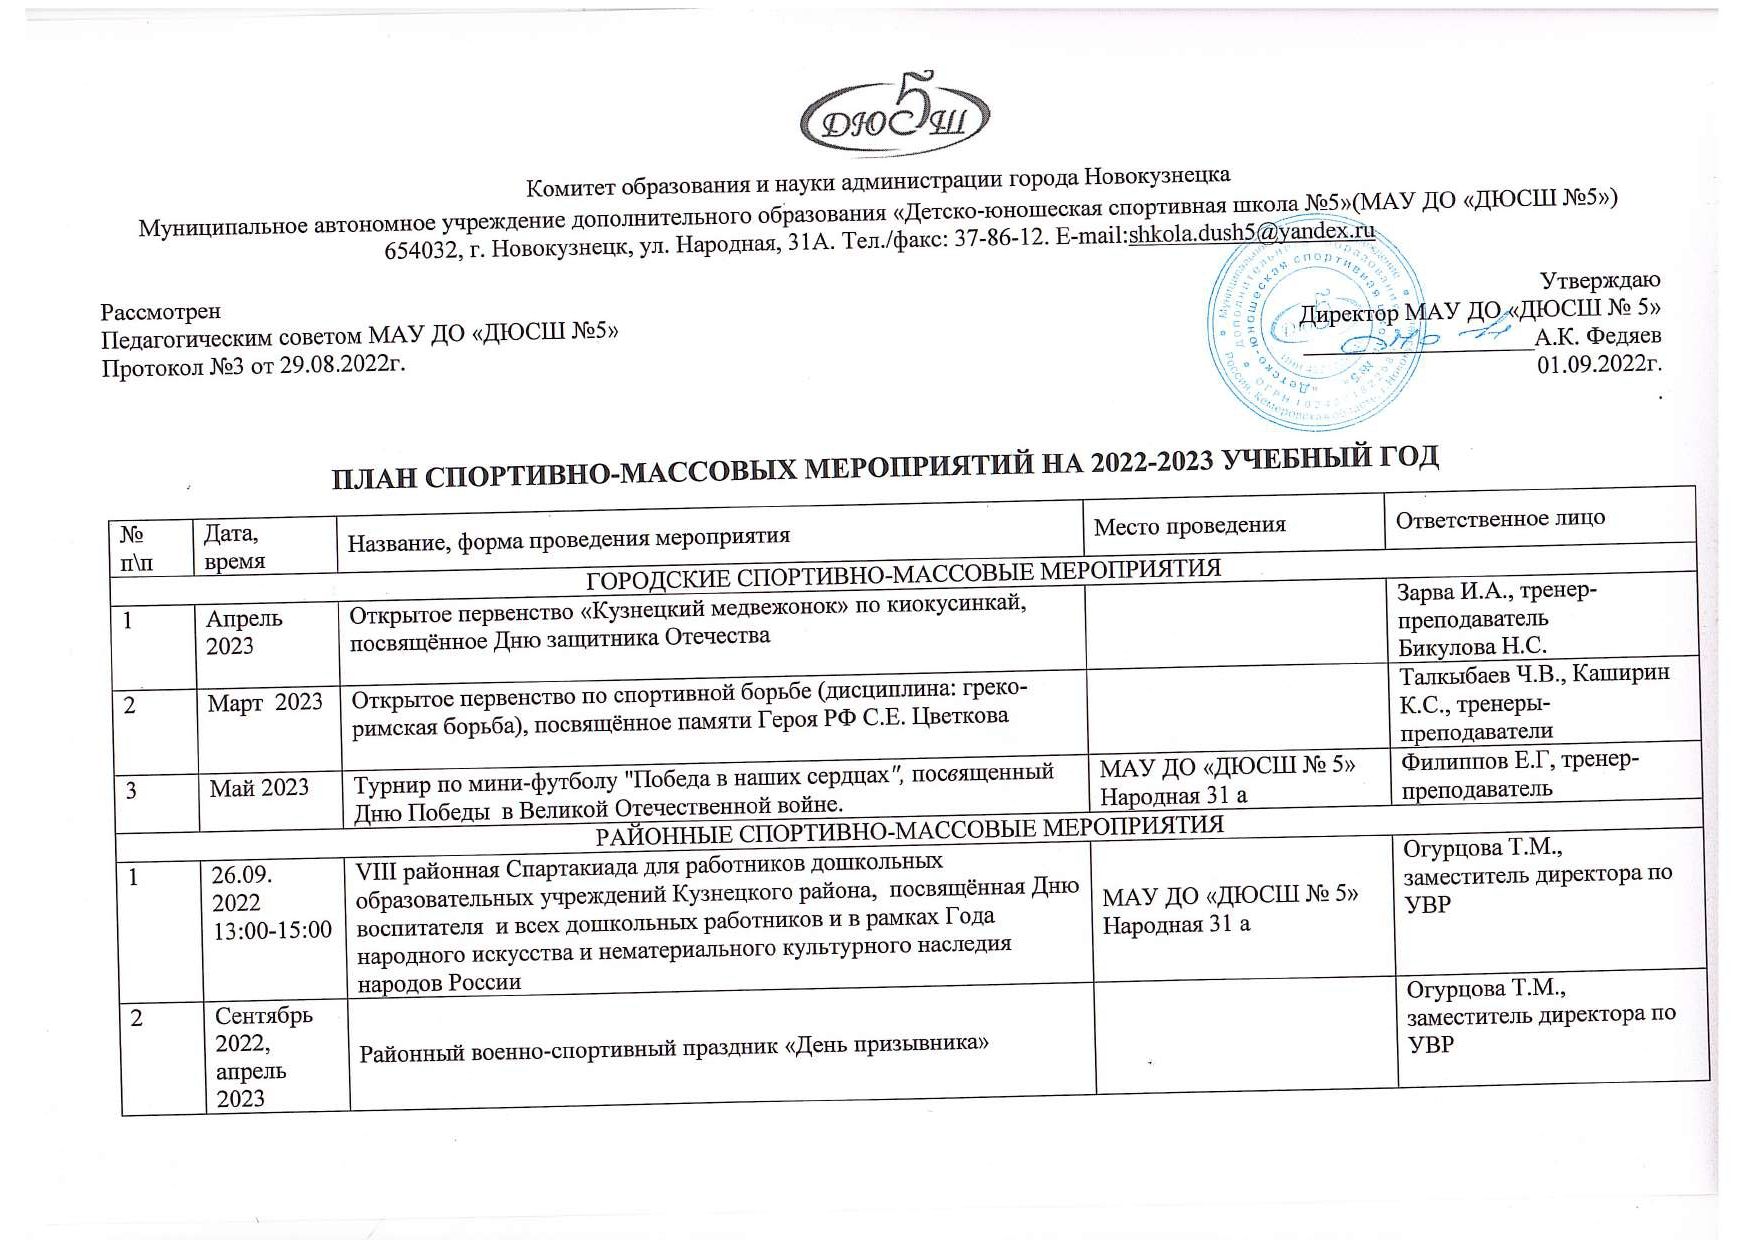 ДЮСШ 5
Комитет образования и науки администрации города Новокузнецка
Муниципальное автономное учреждение дополнительного образования «Детско-юношеская спортивная школа №5»(МАУ ДО «ДЮСШ №5»)
654032, г. Новокузнецк, ул. Народная, 31А. Тел./факс: 37-86-12. E-mail:shkola.dush5@yandex.ru
Рассмотрен
Педагогическим советом МАУ ДО «ДЮСШ №5»
Протокол №3 от 29.08.2022г.
Утверждаю
Директор МАУ ДО «ДЮСШ № 5»
А.К. Федяев
01.09.2022г.
«Детско-юношеская спортивная школа №5»
ПЛАН СПОРТИВНО-МАССОВЫХ МЕРОПРИЯТИЙ НА 2022-2023 УЧЕБНЫЙ ГОД
№
п\п
Дата,
время
Название, форма проведения мероприятия
Место проведения
Ответственное лицо
ГОРОДСКИЕ СПОРТИВНО-МАССОВЫЕ МЕРОПРИЯТИЯ
1
Апрель
2023
Открытое первенство «Кузнецкий медвежонок» по киокусинкай,
посвящённое Дню защитника Отечества
Зарва И.А., тренер-
преподаватель
Бикулова Н.С.
2
Март 2023
Открытое первенство по спортивной борьбе (дисциплина: греко-
римская борьба), посвящённое памяти Героя РФ С.Е. Цветкова
Талкыбаев Ч.В., Каширин
К.С., тренеры-
преподаватели
3
Май 2023
Турнир по мини-футболу "Победа в наших сердцах", посвященный
Дню Победы в Великой Отечественной войне.
МАУ ДО «ДЮСШ № 5»
Народная 31 а
Филиппов Е.Г, тренер-
преподаватель
РАЙОННЫЕ СПОРТИВНО-МАССОВЫЕ МЕРОПРИЯТИЯ
1
26.09.
2022
13:00-15:00
VIII районная Спартакиада для работников дошкольных
образовательных учреждений Кузнецкого района, посвящённая Дню
воспитателя и всех дошкольных работников и в рамках Года
народного искусства и нематериального культурного наследия
народов России
МАУ ДО «ДЮСШ № 5»
Народная 31 а
Огурцова Т.М.,
заместитель директора по
УВР
2
Сентябрь
2022,
апрель
2023
Районный военно-спортивный праздник «День призывника»
Огурцова Т.М.,
заместитель директора по
УВР